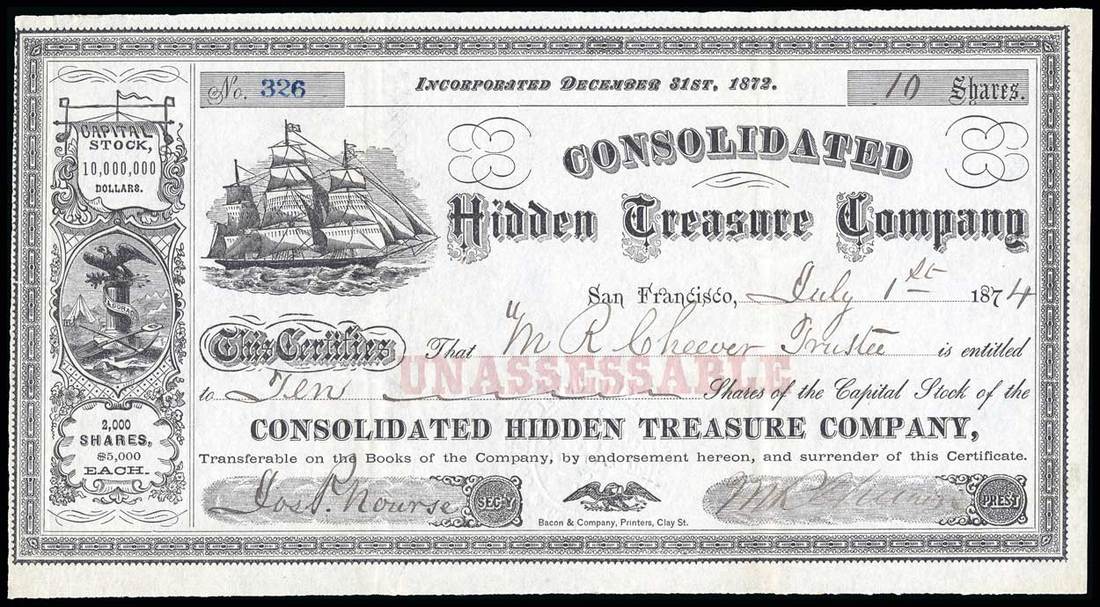 No. 326
INCORPORATED DECEMBER 31ST, 1872.
10 Shares.
CAPITAL
STOCK,
10,000,000
DOLLARS.
CONSOLIDATED
Hidden Treasure Company
San Francisco, July 1st 1874
This Certifies That M R Cheever Trustee is entitled
UNASSESSABLE
to Ten Shares of the Capital Stock of the
CONSOLIDATED HIDDEN TREASURE COMPANY,
Transferable on the Books of the Company, by endorsement hereon, and surrender of this Certificate.
2,000
SHARES,
$5,000
EACH.
Jos P. Nourse SEC'Y
PRES'T
Bacon & Company, Printers, Clay St.